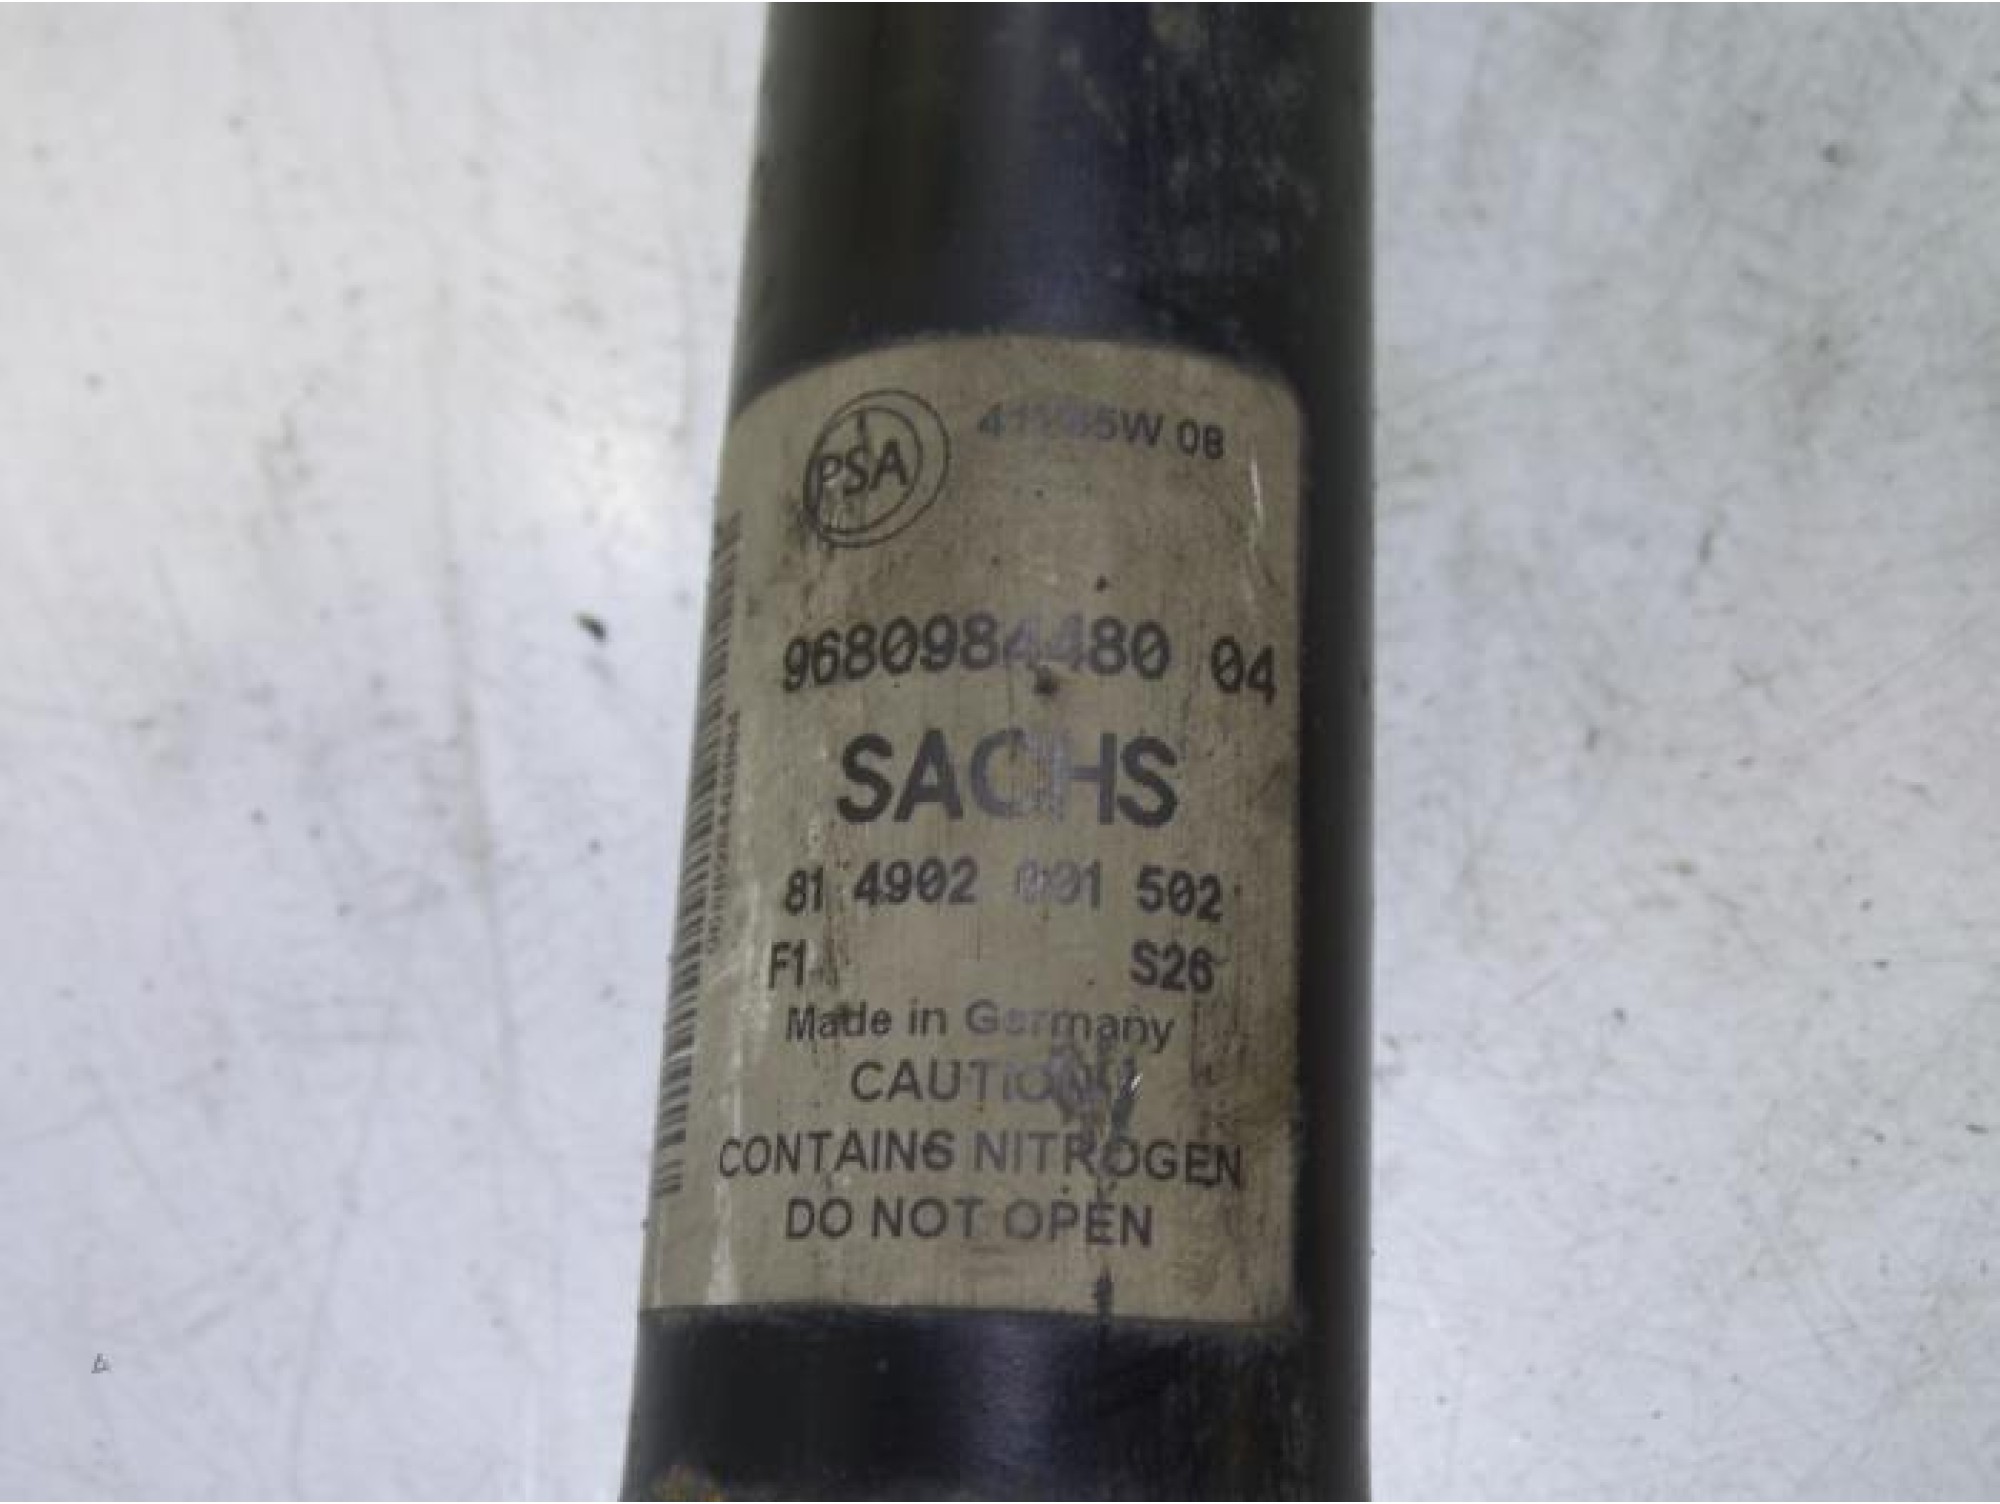 PSA
W 08
9680984480 04
SACHS
81 4902 001 502
F1 S26
Made in Germany
CAUTION
CONTAINS NITROGEN
DO NOT OPEN